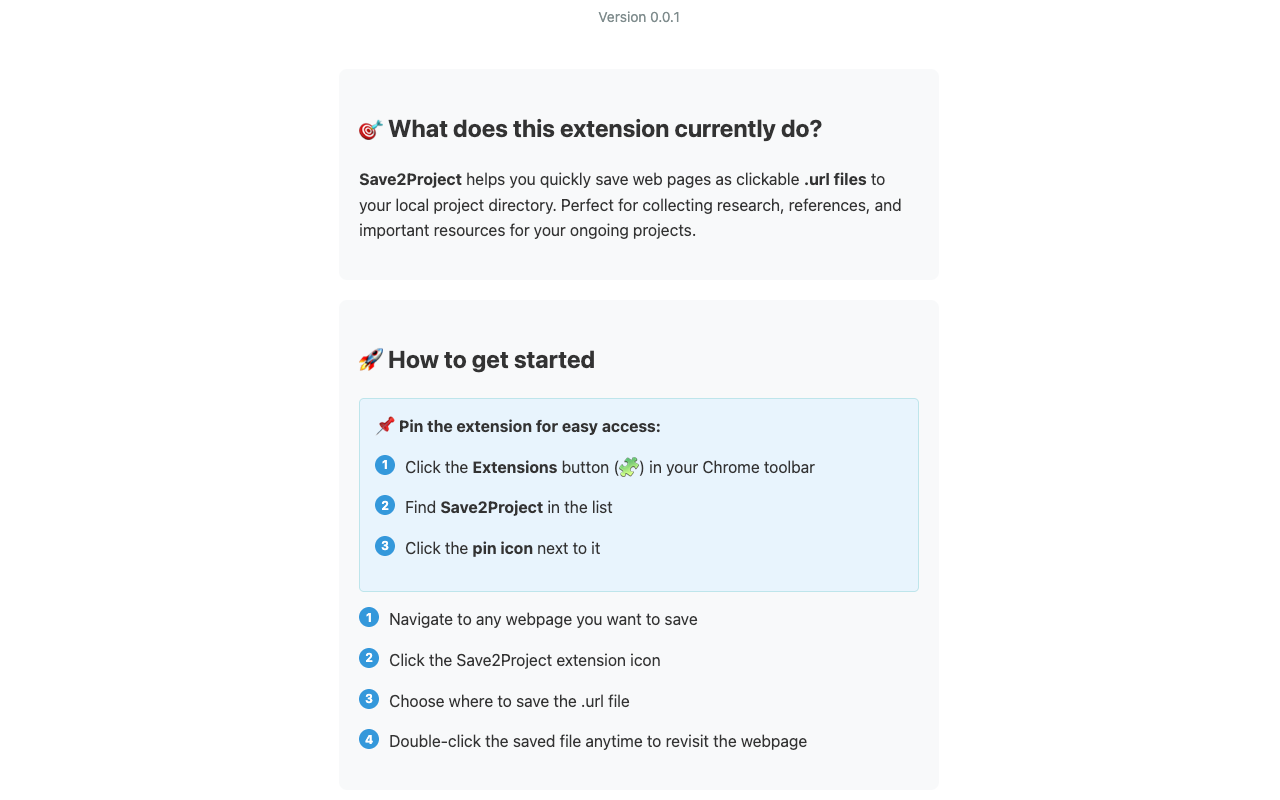 Version 0.0.1
🎯 What does this extension currently do?
Save2Project helps you quickly save web pages as clickable .url files to
your local project directory. Perfect for collecting research, references, and
important resources for your ongoing projects.
🚀 How to get started
📌 Pin the extension for easy access:
1 Click the Extensions button (🧩) in your Chrome toolbar
2 Find Save2Project in the list
3 Click the pin icon next to it
1 Navigate to any webpage you want to save
2 Click the Save2Project extension icon
3 Choose where to save the .url file
4 Double-click the saved file anytime to revisit the webpage